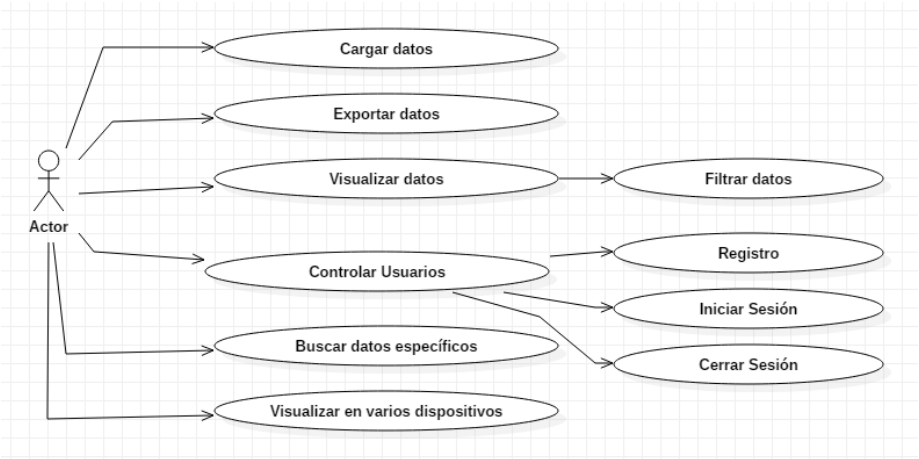 Cargar datos
Exportar datos
Visualizar datos
Filtrar datos
Actor
Controlar Usuarios
Registro
Iniciar Sesión
Buscar datos específicos
Cerrar Sesión
Visualizar en varios dispositivos